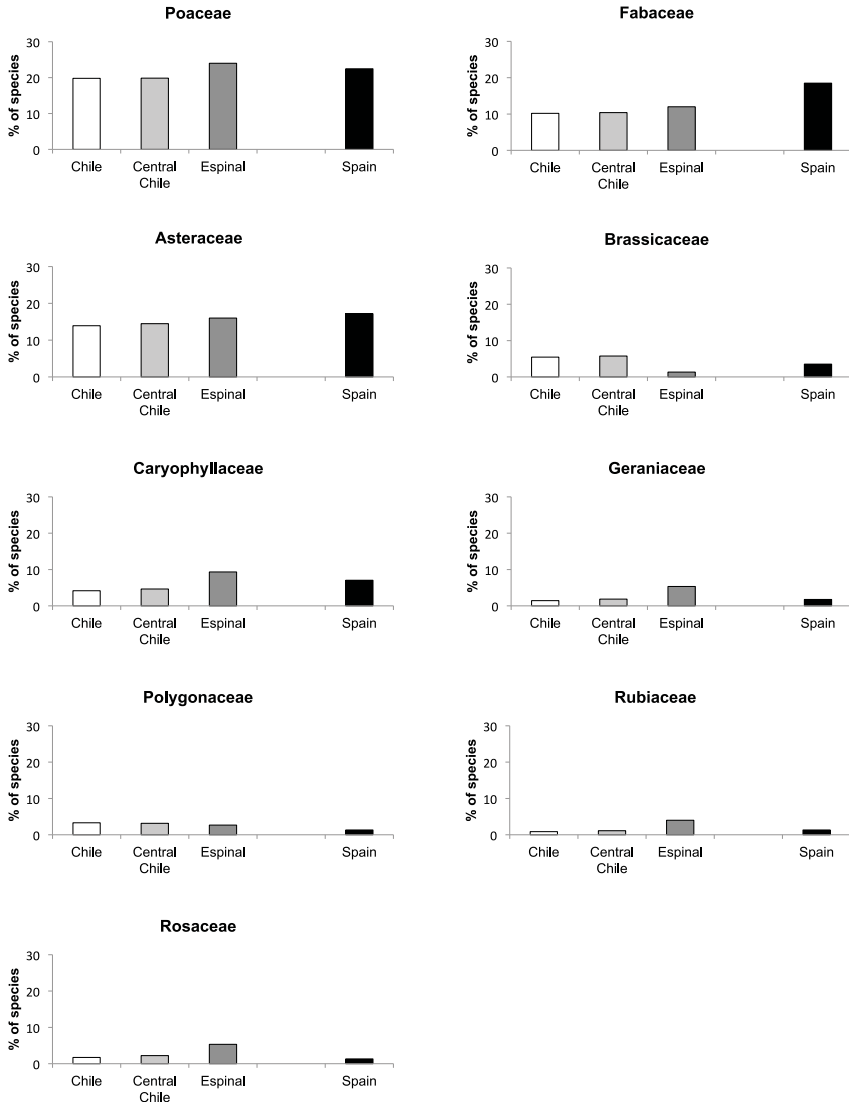 Poaceae
% of species
30
20
10
0
Chile
Central
Chile
Espinal
Spain
Fabaceae
% of species
30
20
10
0
Chile
Central
Chile
Espinal
Spain
Asteraceae
% of species
30
20
10
0
Chile
Central
Chile
Espinal
Spain
Brassicaceae
% of species
30
20
10
0
Chile
Central
Chile
Espinal
Spain
Caryophyllaceae
% of species
30
20
10
0
Chile
Central
Chile
Espinal
Spain
Geraniaceae
% of species
30
20
10
0
Chile
Central
Chile
Espinal
Spain
Polygonaceae
% of species
30
20
10
0
Chile
Central
Chile
Espinal
Spain
Rubiaceae
% of species
30
20
10
0
Chile
Central
Chile
Espinal
Spain
Rosaceae
% of species
30
20
10
0
Chile
Central
Chile
Espinal
Spain